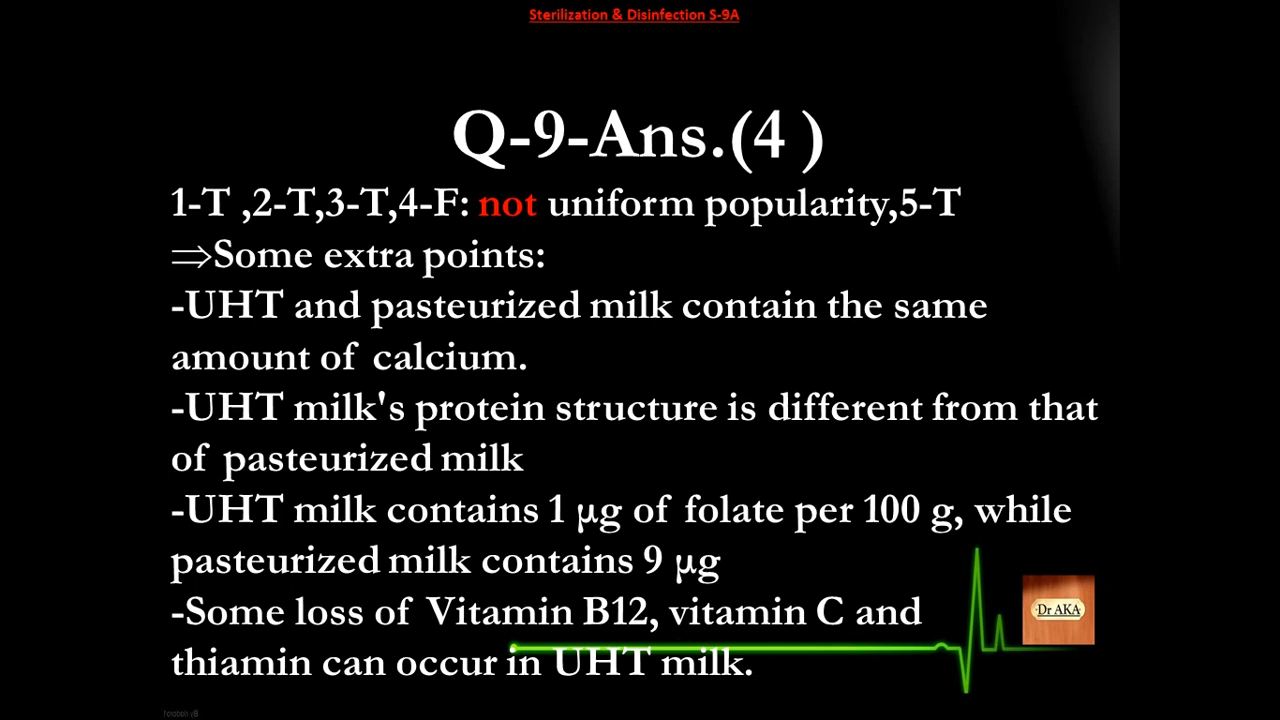 Sterilization & Disinfection S-9A
Q-9-Ans.(4 )
1-T ,2-T,3-T,4-F: not uniform popularity,5-T
⇒Some extra points:
-UHT and pasteurized milk contain the same
amount of calcium.
-UHT milk's protein structure is different from that
of pasteurized milk
-UHT milk contains 1 µg of folate per 100 g, while
pasteurized milk contains 9 µg
-Some loss of Vitamin B12, vitamin C and
thiamin can occur in UHT milk.
Dr AKA